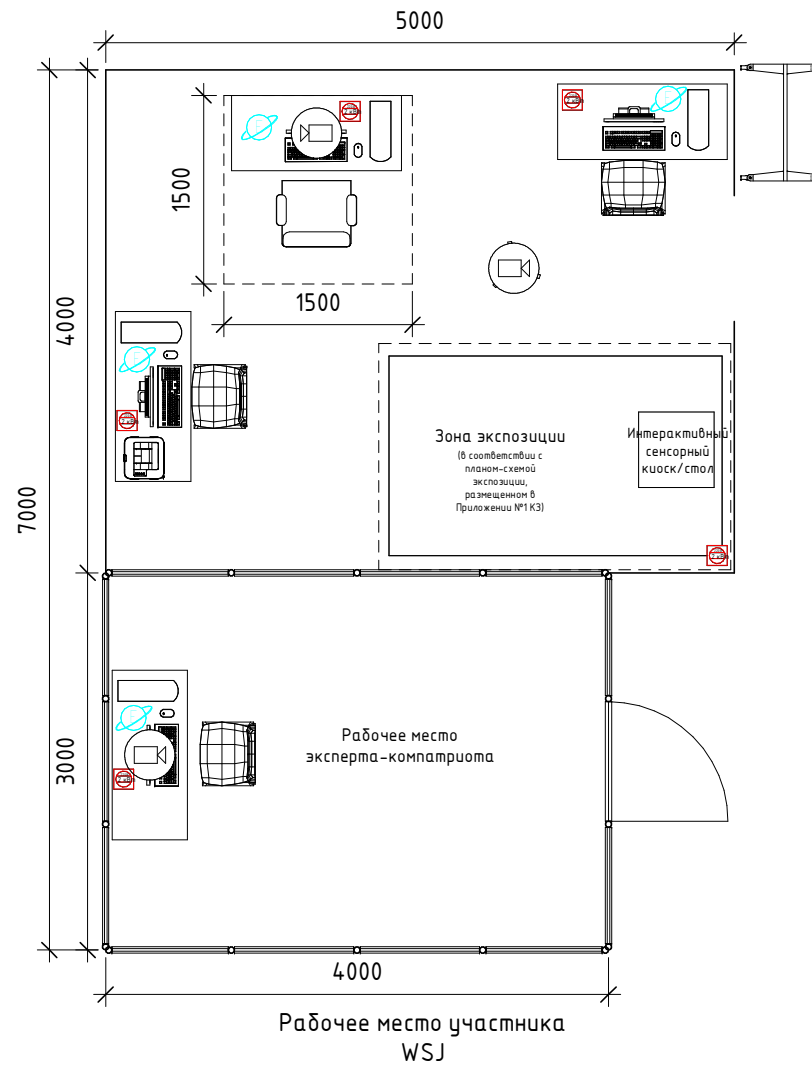 5000
1500
1500
4000
7000
Зона экспозиции
(в соответствии с
планом-схемой
экспозиции,
размещенном в
Приложении №1 КЗ)
Интерактивный
сенсорный
киоск/стол
3000
Рабочее место
эксперта-компатриота
4000
Рабочее место участника
WSJ